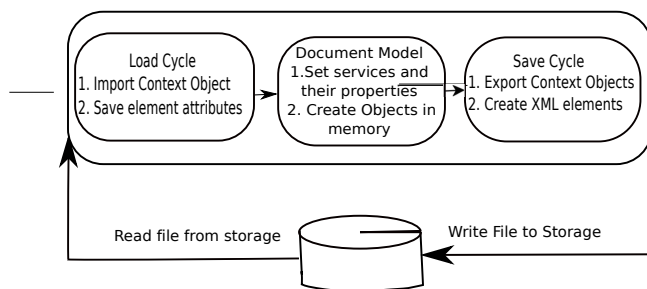 Load Cycle
1. Import Context Object
2. Save element attributes
Document Model
1.Set services and
their properties
2. Create Objects in
memory
Save Cycle
1. Export Context Objects
2. Create XML elements
Read file from storage
Write File to Storage